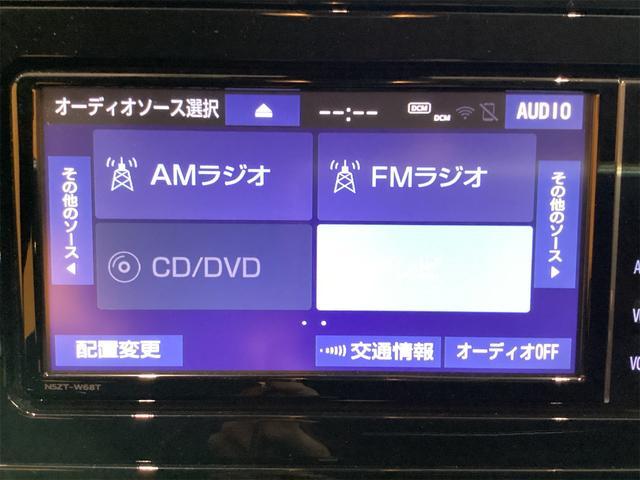 オーディオソース選択
--:--
DCM
DCM
AUDIO
その他のソース
AMラジオ
FMラジオ
その他のソース
CD/DVD
配置変更
交通情報
オーディオOFF
NSZT-W68T